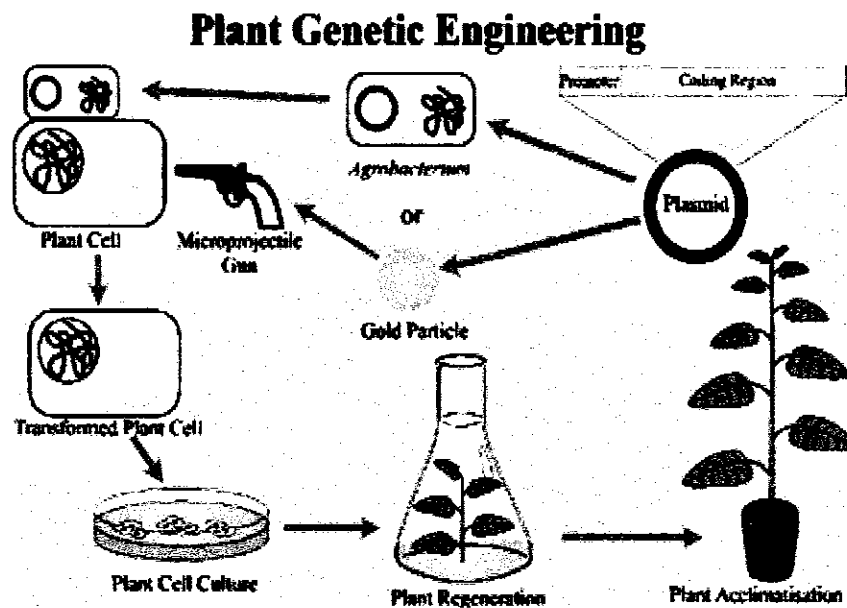 Plant Genetic Engineering
Promoter Coding Region
Agrobacterium
Plasmid
or
Plant Cell
Microprojectile
Gun
Gold Particle
Transformed Plant Cell
Plant Cell Culture
Plant Regeneration
Plant Acclimatisation